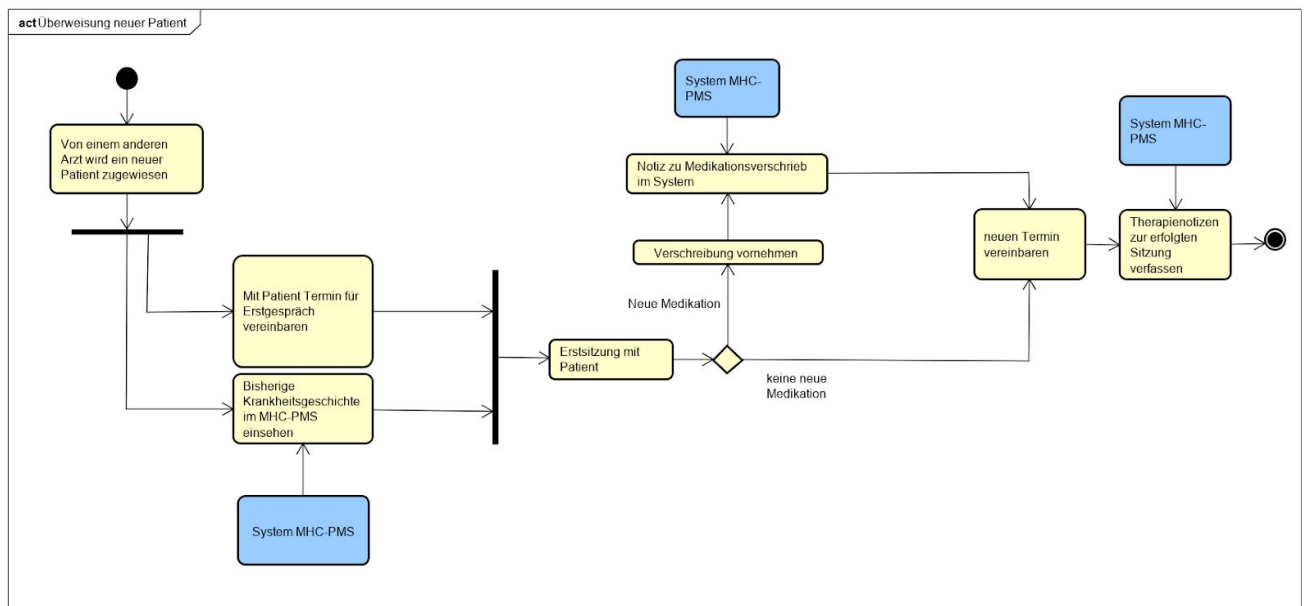 act Überweisung neuer Patient
Von einem anderen
Arzt wird ein neuer
Patient zugewiesen
Mit Patient Termin für
Erstgespräch
vereinbaren
Bisherige
Krankheitsgeschichte
im MHC-PMS
einsehen
System MHC-PMS
Erstsitzung mit
Patient
Neue Medikation
keine neue
Medikation
Verschreibung vornehmen
Notiz zu Medikationsverschrieb
im System
System MHC-
PMS
neuen Termin
vereinbaren
System MHC-
PMS
Therapienotizen
zur erfolgten
Sitzung
verfassen